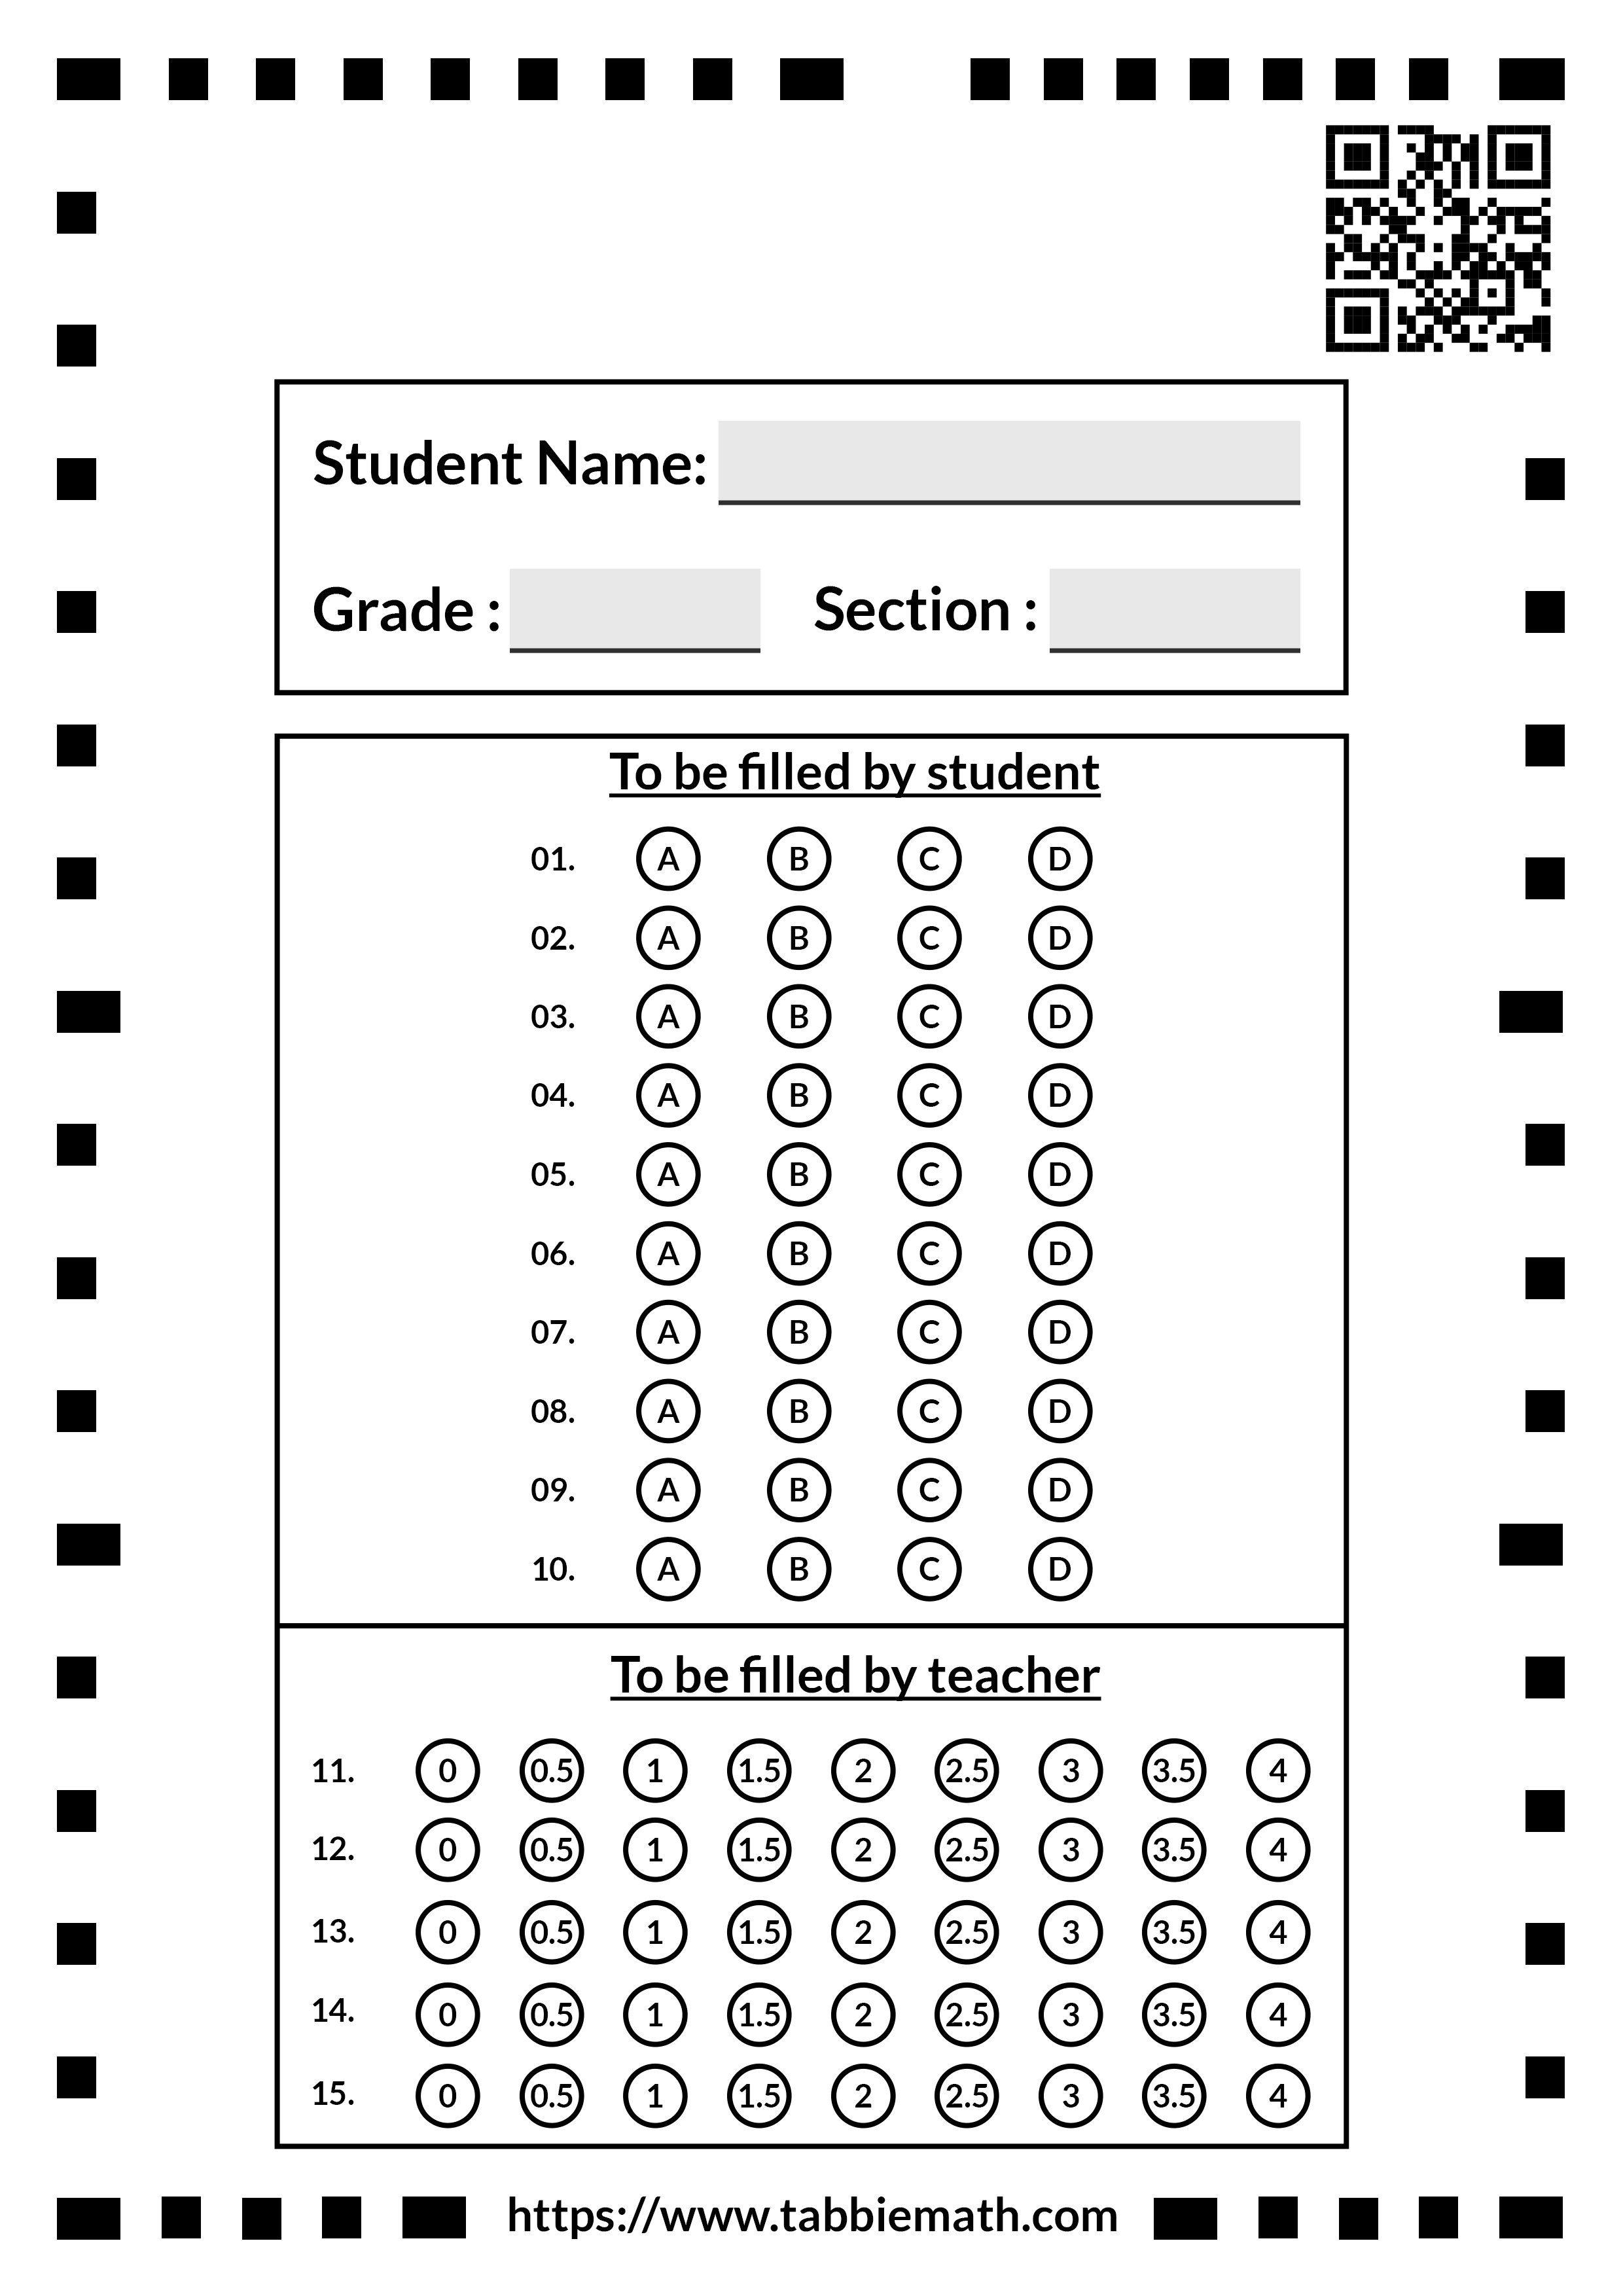 Student Name:
Grade : Section :
To be filled by student
01. A B C D
02. A B C D
03. A B C D
04. A B C D
05. A B C D
06. A B C D
07. A B C D
08. A B C D
09. A B C D
10. A B C D
To be filled by teacher
11. 0 0.5 1 1.5 2 2.5 3 3.5 4
12. 0 0.5 1 1.5 2 2.5 3 3.5 4
13. 0 0.5 1 1.5 2 2.5 3 3.5 4
14. 0 0.5 1 1.5 2 2.5 3 3.5 4
15. 0 0.5 1 1.5 2 2.5 3 3.5 4
https://www.tabbiemath.com